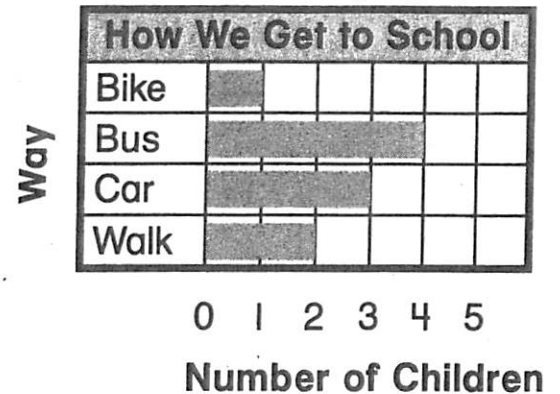 How We Get to School
Way
Bike
Bus
Car
Walk
0 1 2 3 4 5
Number of Children